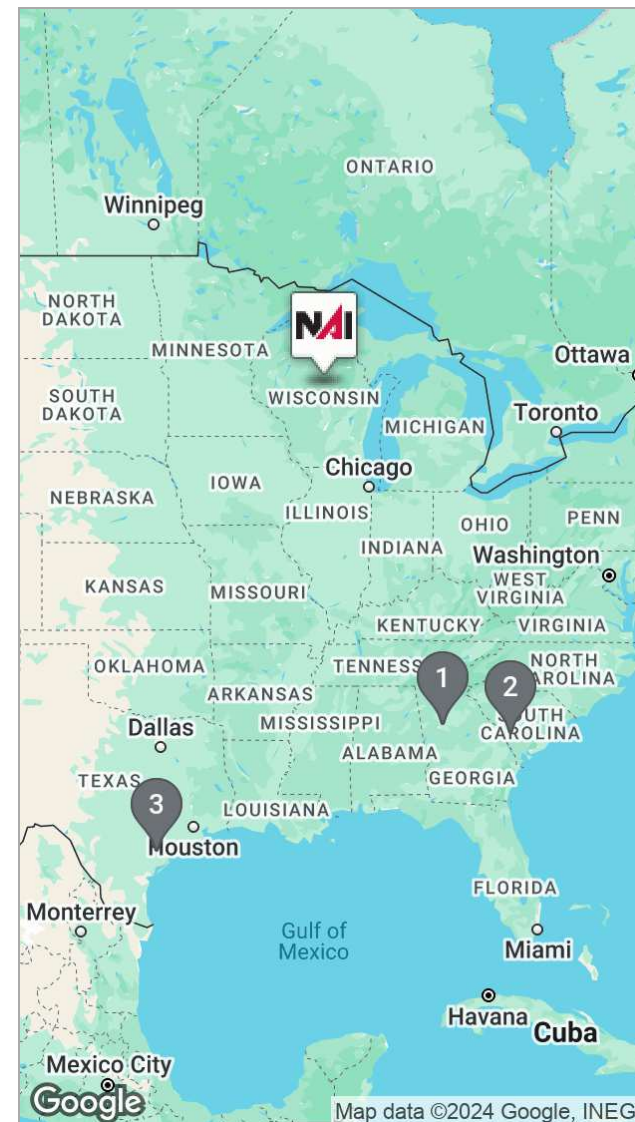 ONTARIO
Winnipeg
NORTH
DAKOTA
NAI
MINNESOTA
Ottawa
SOUTH
DAKOTA
WISCONSIN
MICHIGAN
Toronto
Chicago
IOWA
NEBRASKA
ILLINOIS
OHIO
PENN
INDIANA
Washington
KANSAS
MISSOURI
WEST
VIRGINIA
KENTUCKY
VIRGINIA
OKLAHOMA
TENNESS
1
2
NORTH
AROLINA
ARKANSAS
SOUTH
CAROLINA
MISSISSIPPI
Dallas
ALABAMA
TEXAS
GEORGIA
3
LOUISIANA
Houston
FLORIDA
Monterrey
Gulf of
Mexico
Miami
Havana
Cuba
Mexico City
Google
Map data ©2024 Google, INEG